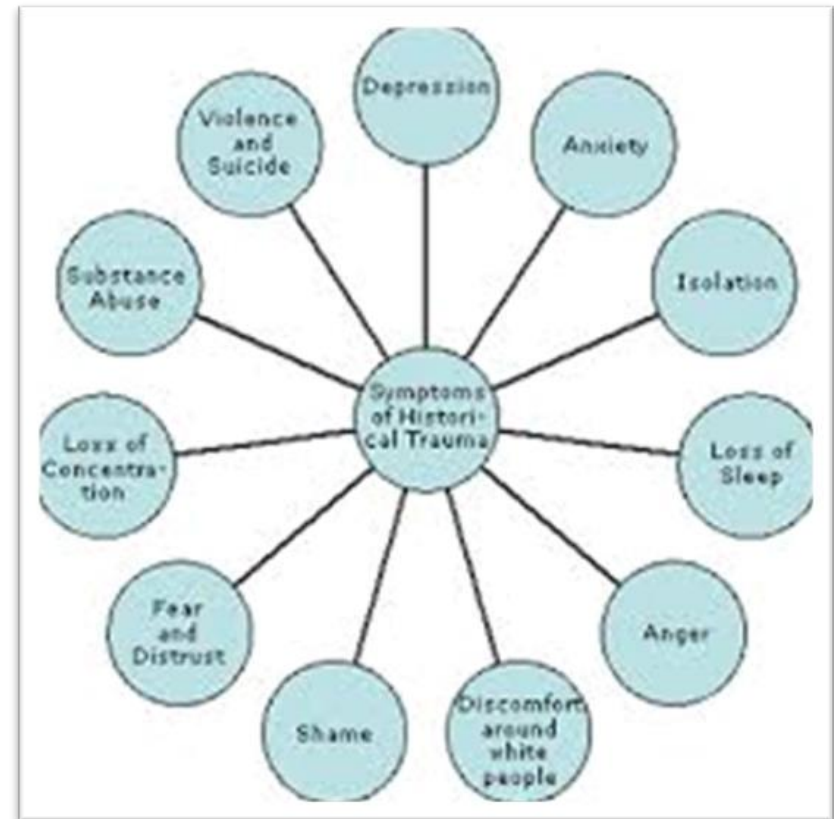 Depression
Anxiety
Isolation
Loss of
Sleep
Anger
Discomfort
around
white
people
Shame
Fear
and
Distrust
Loss of
Concentra-
tion
Substance
Abuse
Violence
and
Suicide
Symptoms
of Histori-
cal Trauma